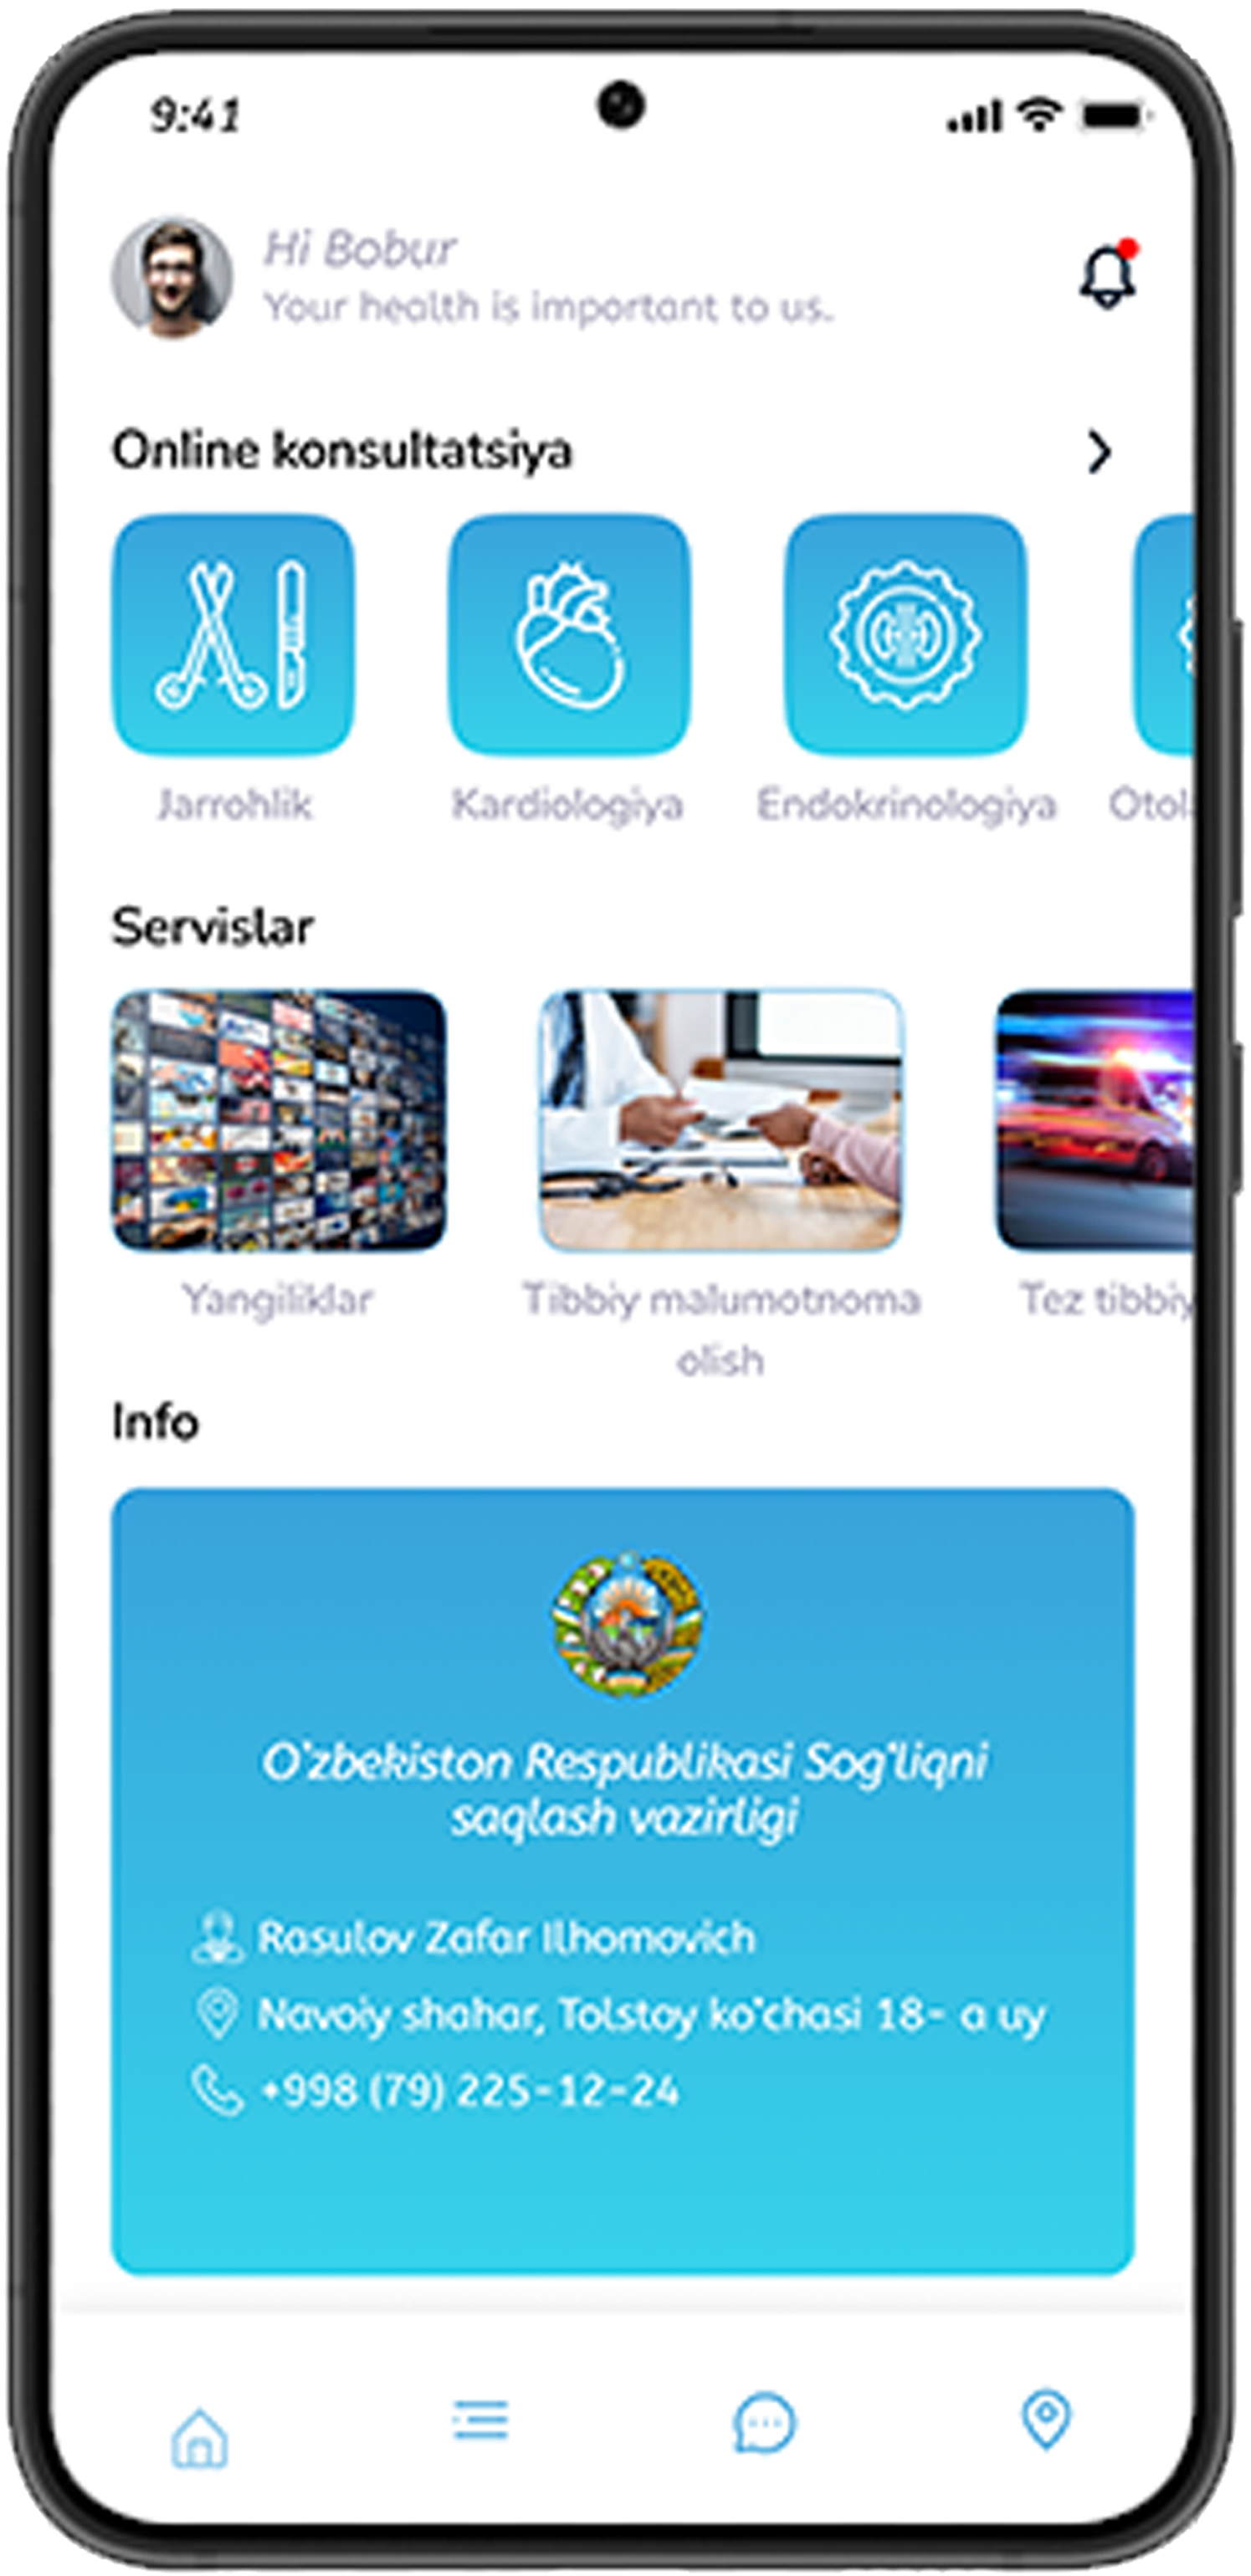 9:41
Hi Bobur
Your health is important to us.
Online konsultatsiya
Jarrohlik
Kardiologiya
Endokrinologiya
Otol
Servislar
Yangiliklar
Tibbiy malumotnoma
olish
Tez tibbiy
Info
O'zbekiston Respublikasi Sog'liqni
saqlash vazirligi
Rasulov Zafar Ilhomovich
Navoiy shahar, Tolstoy ko'chasi 18- a uy
+998 (79) 225-12-24